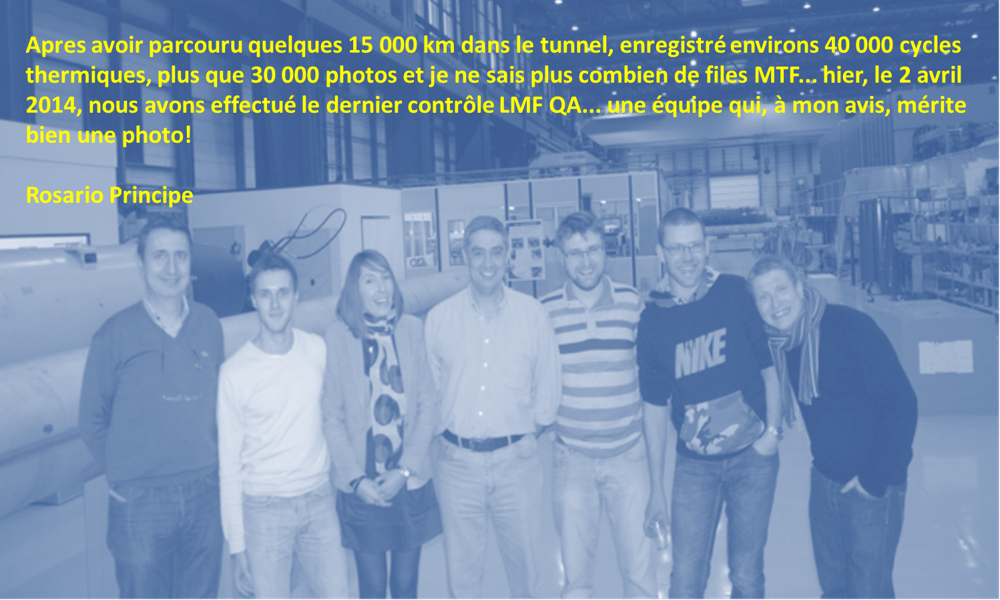 Apres avoir parcouru quelques 15 000 km dans le tunnel, enregistré environs 40 000 cycles
thermiques, plus que 30 000 photos et je ne sais plus combien de files MTF... hier, le 2 avril
2014, nous avons effectué le dernier contrôle LMF QA... une équipe qui, à mon avis, mérite
bien une photo!
Rosario Principe
NIKE